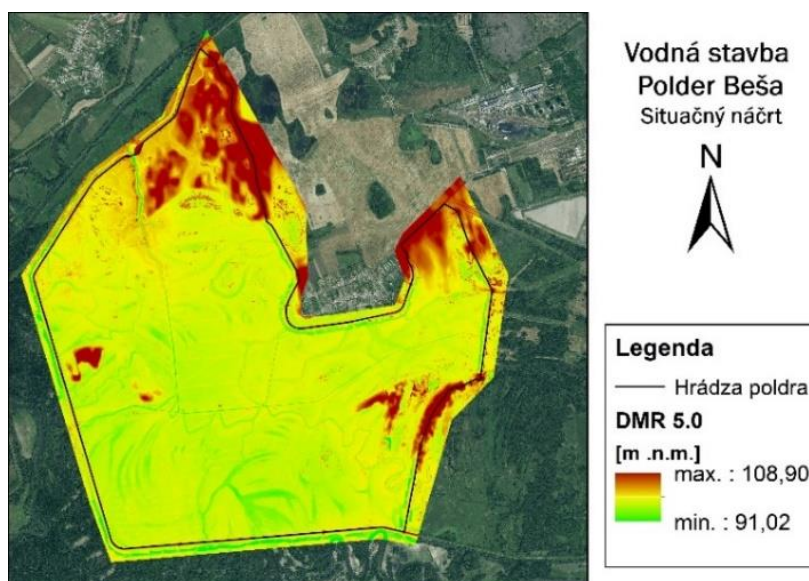 Vodná stavba
Polder Beša
Situačný náčrt
N
Legenda
Hrádza poldra
DMR 5.0
[m .n.m.]
max. : 108,90
min. : 91,02